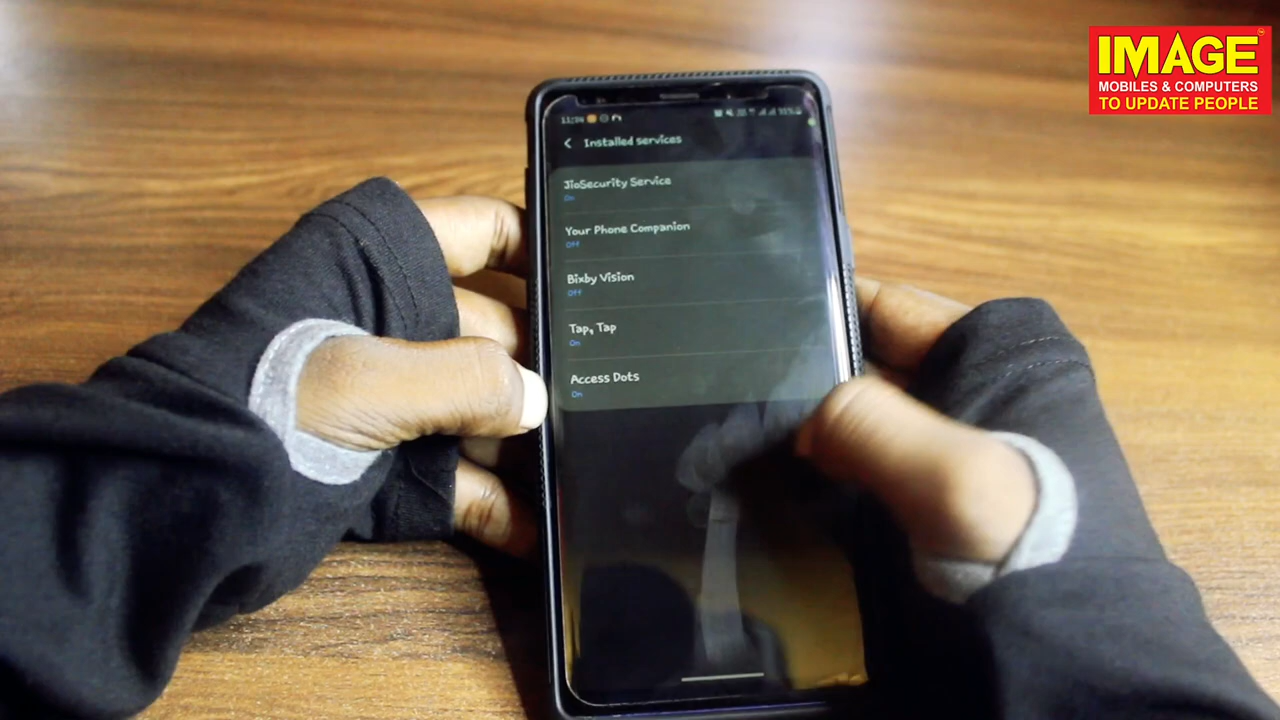 IMAGE
MOBILES & COMPUTERS
TO UPDATE PEOPLE
Installed services
JioSecurity Service
On
Your Phone Companion
Off
Bixby Vision
Off
Tap, Tap
On
Access Dots
On